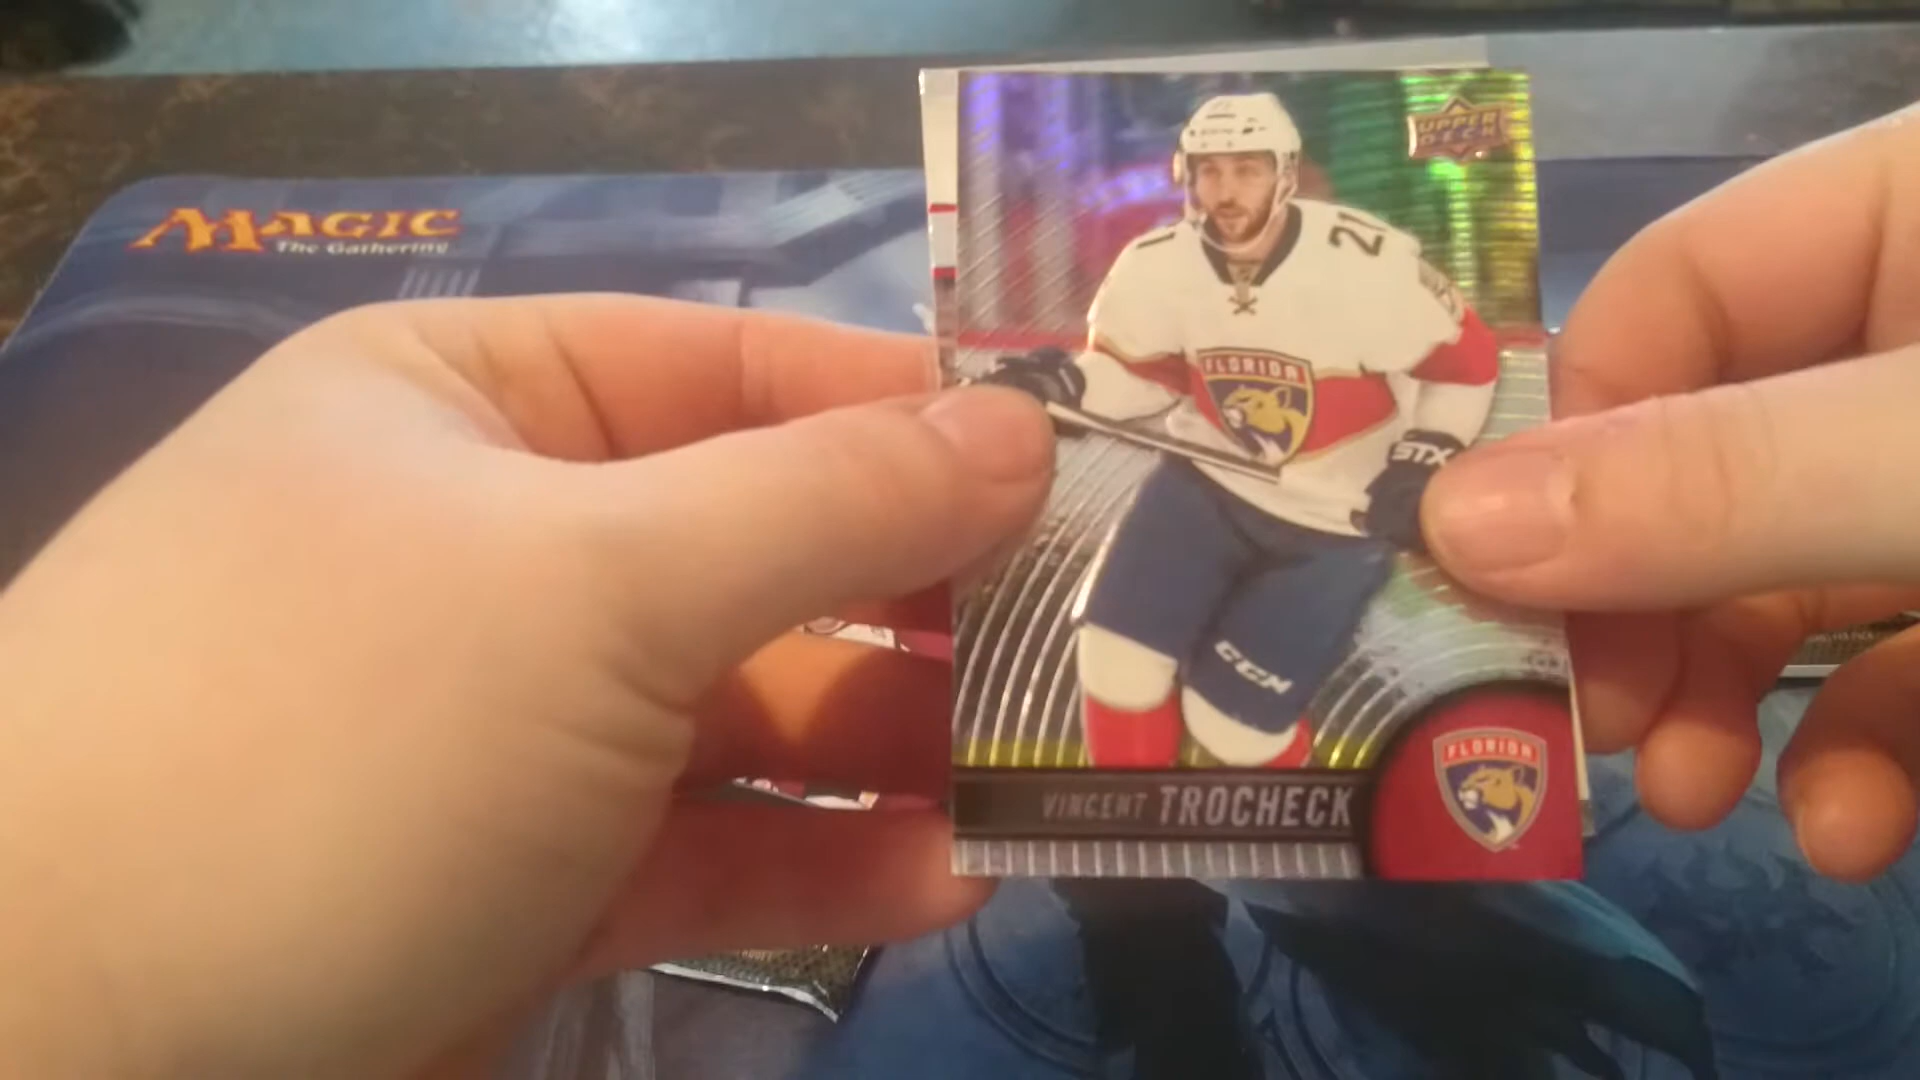 MAGIC
The Gathering
UPPER
DECK
21
FLORIDA
STX
CCM
FLORIDA
VINCENT TROCHECK